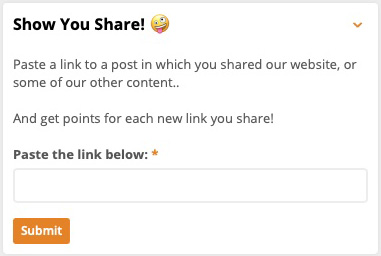 Show You Share! 🤪
Paste a link to a post in which you shared our website, or
some of our other content..
And get points for each new link you share!
Paste the link below: *
Submit